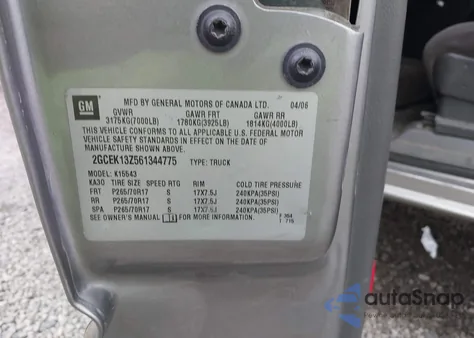 GM
MFD BY GENERAL MOTORS OF CANADA LTD. 04/06
GVWR GAWR FRT GAWR RR
3175KG(7000LB) 1780KG(3925LB) 1814KG(4000LB)
THIS VEHICLE CONFORMS TO ALL APPLICABLE U.S. FEDERAL MOTOR
VEHICLE SAFETY STANDARDS IN EFFECT ON THE DATE OF
MANUFACTURE SHOWN ABOVE.
2GCEK13Z561344775 TYPE: TRUCK
MODEL: K15543
KA30 TIRE SIZE SPEED RTG RIM COLD TIRE PRESSURE
FRT P265/70R17 S 17X7.5J 240KPA(35PSI)
RR P265/70R17 S 17X7.5J 240KPA(35PSI)
SPA P265/70R17 S 17X7.5J 240KPA(35PSI)
SEE OWNER'S MANUAL FOR MORE INFORMATION.
autoSnap